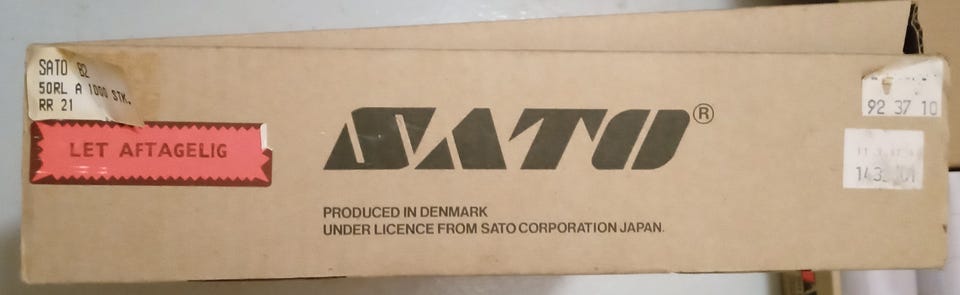 SATO 82
50RL A 1000 STK.
RR 21
LET AFTAGELIG
SATO®
PRODUCED IN DENMARK
UNDER LICENCE FROM SATO CORPORATION JAPAN.
92 37 10